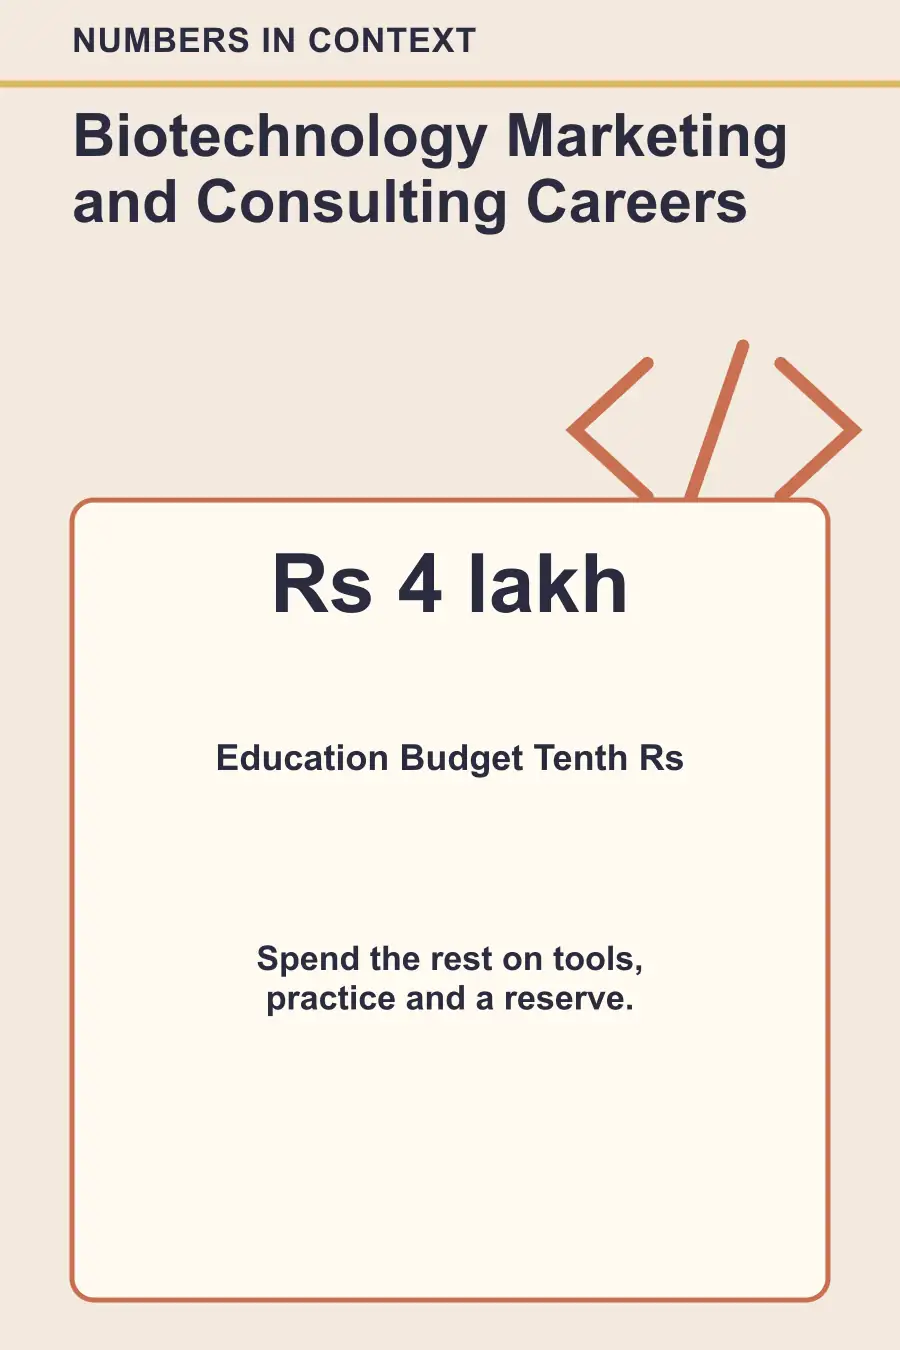 NUMBERS IN CONTEXT
Biotechnology Marketing
and Consulting Careers
Rs 4 lakh
Education Budget Tenth Rs
Spend the rest on tools,
practice and a reserve.